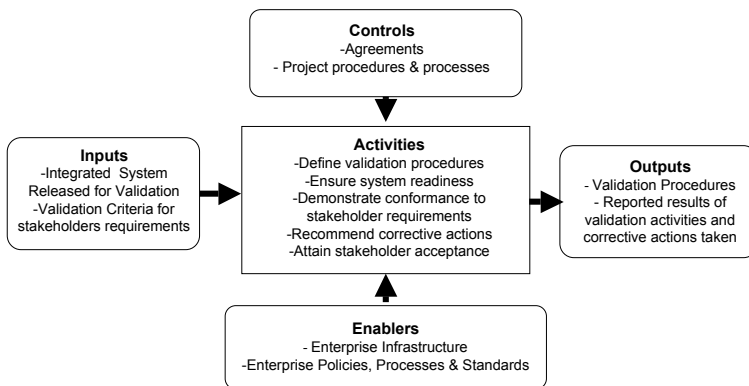 Controls
-Agreements
- Project procedures & processes
Inputs
-Integrated System
Released for Validation
-Validation Criteria for
stakeholders requirements
Activities
-Define validation procedures
-Ensure system readiness
-Demonstrate conformance to
stakeholder requirements
-Recommend corrective actions
-Attain stakeholder acceptance
Outputs
- Validation Procedures
- Reported results of
validation activities and
corrective actions taken
Enablers
- Enterprise Infrastructure
-Enterprise Policies, Processes & Standards